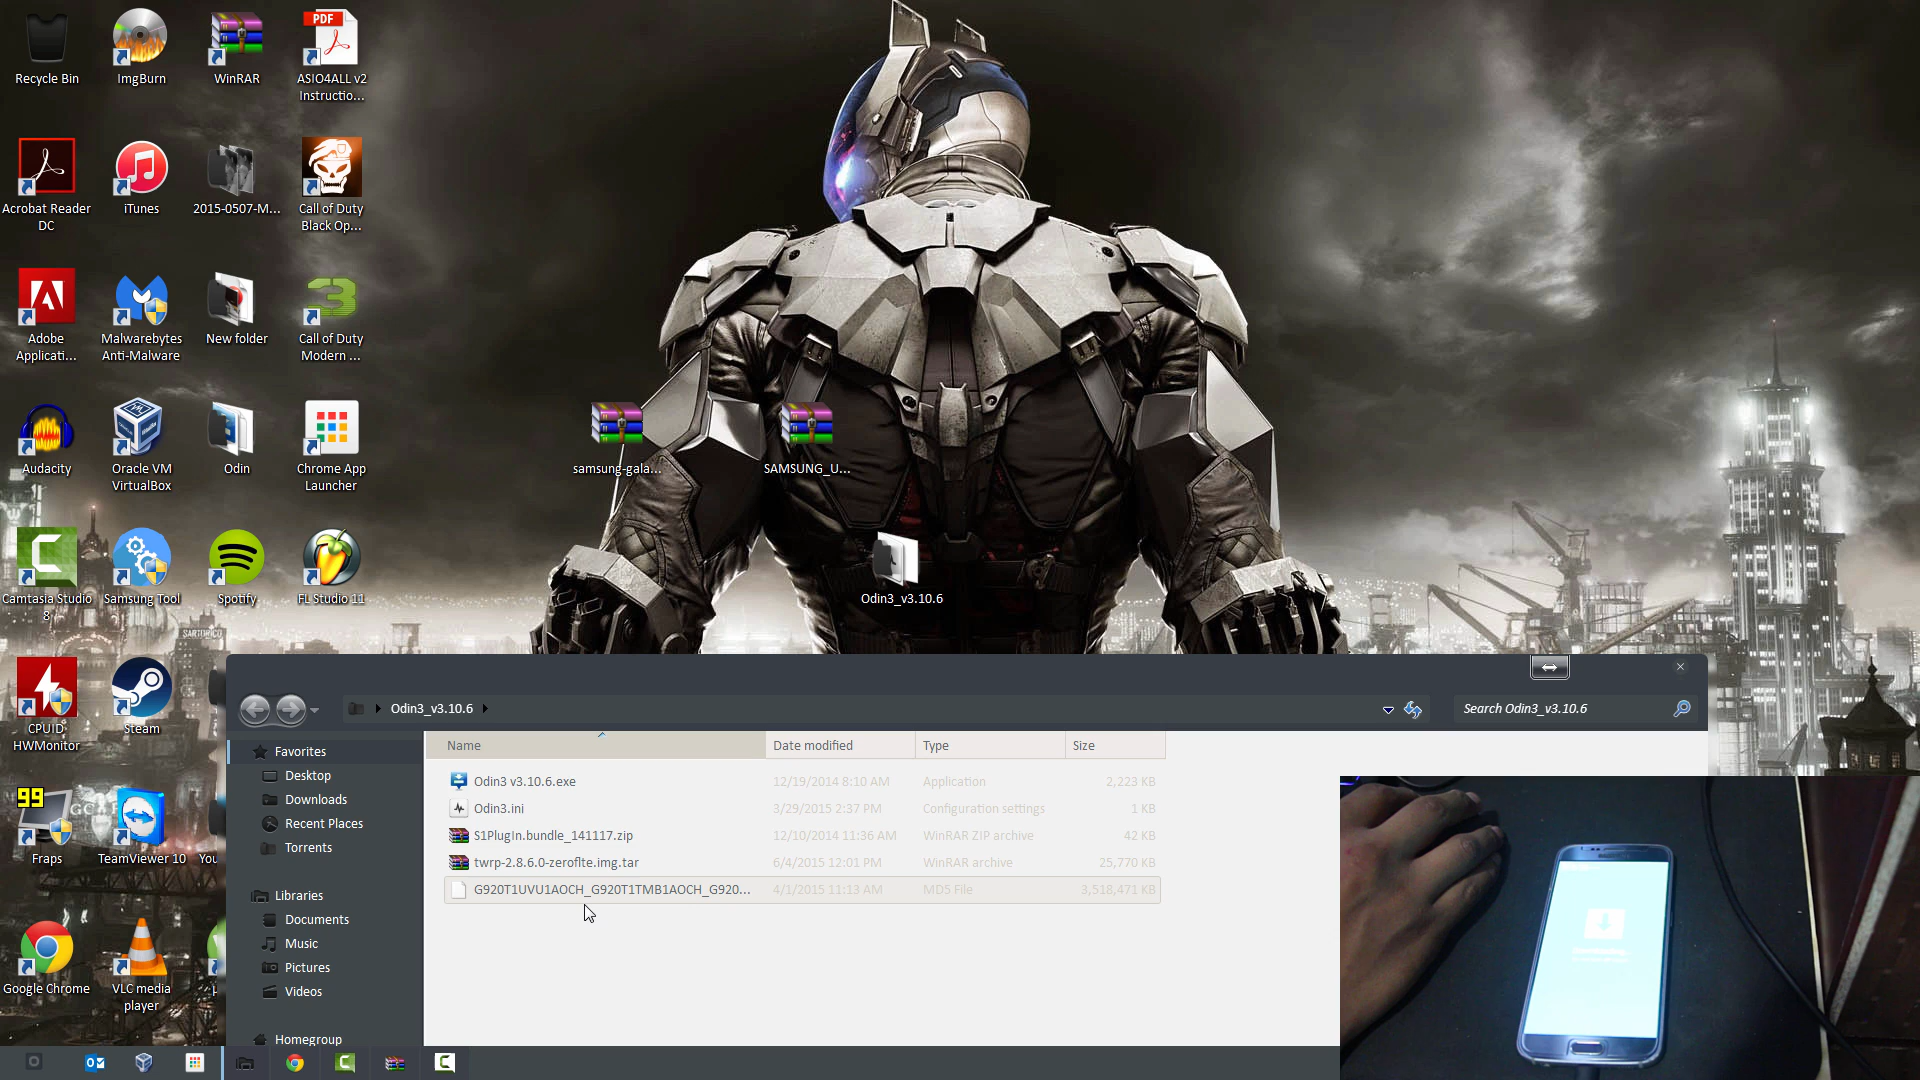 Recycle Bin
ImgBurn
WinRAR
PDF
ASIO4ALL v2
Instructio...
Acrobat Reader
DC
iTunes
2015-0507-M...
Call of Duty
Black Op...
Adobe
Applicati...
Malwarebytes
Anti-Malware
New folder
3
Call of Duty
Modern ...
Audacity
Oracle VM
VirtualBox
Odin
Chrome App
Launcher
samsung-gala...
SAMSUNG_U...
Camtasia Studio
8
Samsung Tool
Spotify
FL Studio 11
Odin3_v3.10.6
SARTORICO
CPUID
HWMonitor
Steam
99
Fraps
TeamViewer 10
You
Google Chrome
VLC media
player
Odin3_v3.10.6
Search Odin3_v3.10.6
Name
Date modified
Type
Size
Favorites
Desktop
Downloads
Recent Places
Torrents
Libraries
Documents
Music
Pictures
Videos
Homegroup
Odin3 v3.10.6.exe 12/19/2014 8:10 AM Application 2,223 KB
Odin3.ini 3/29/2015 2:37 PM Configuration settings 1 KB
S1PlugIn.bundle_141117.zip 12/10/2014 11:36 AM WinRAR ZIP archive 42 KB
twrp-2.8.6.0-zeroflte.img.tar 6/4/2015 12:01 PM WinRAR archive 25,770 KB
G920T1UVU1AOCH_G920T1TMB1AOCH_G920... 4/1/2015 11:13 AM MD5 File 3,518,471 KB